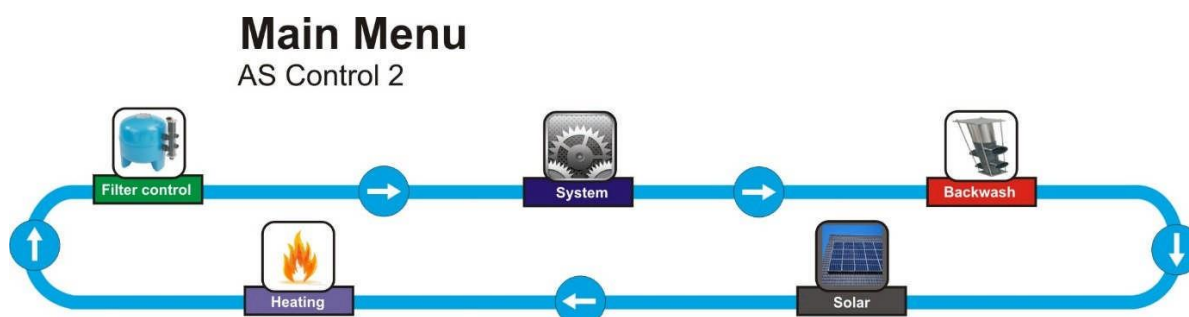 Main Menu
AS Control 2
Filter control
System
Backwash
Heating
Solar